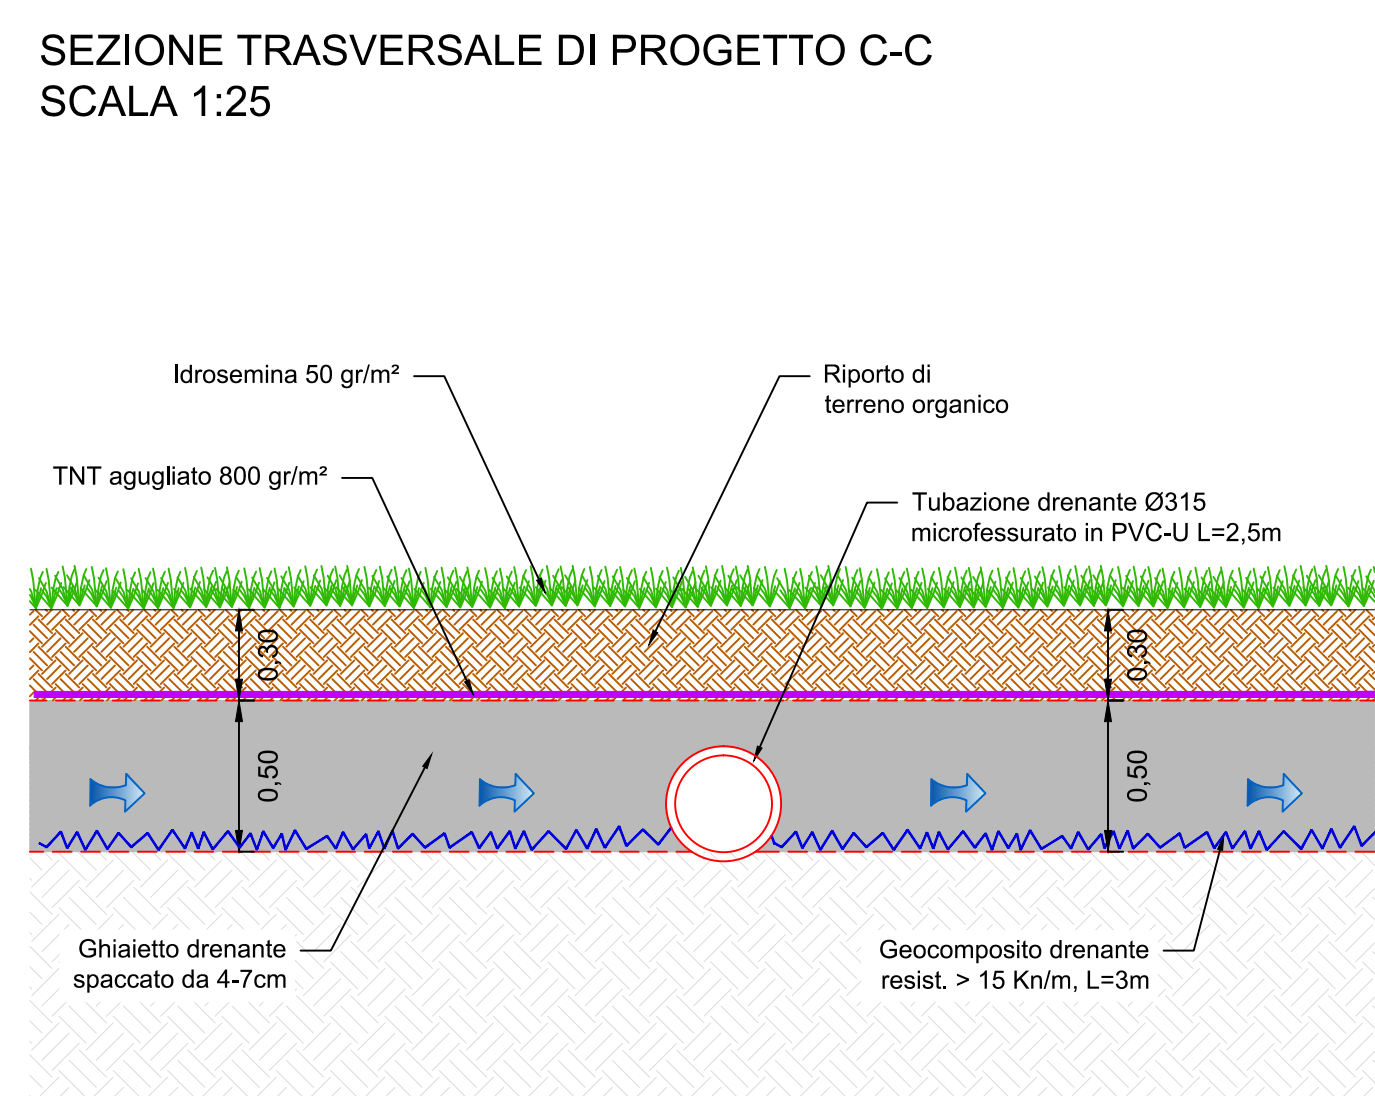 SEZIONE TRASVERSALE DI PROGETTO C-C
SCALA 1:25
Idrosemina 50 gr/m²
Riporto di
terreno organico
TNT agugliato 800 gr/m²
Tubazione drenante Ø315
microfessurato in PVC-U L=2,5m
0,30
0,30
0,50
0,50
Ghiaietto drenante
spaccato da 4-7cm
Geocomposito drenante
resist. > 15 Kn/m, L=3m